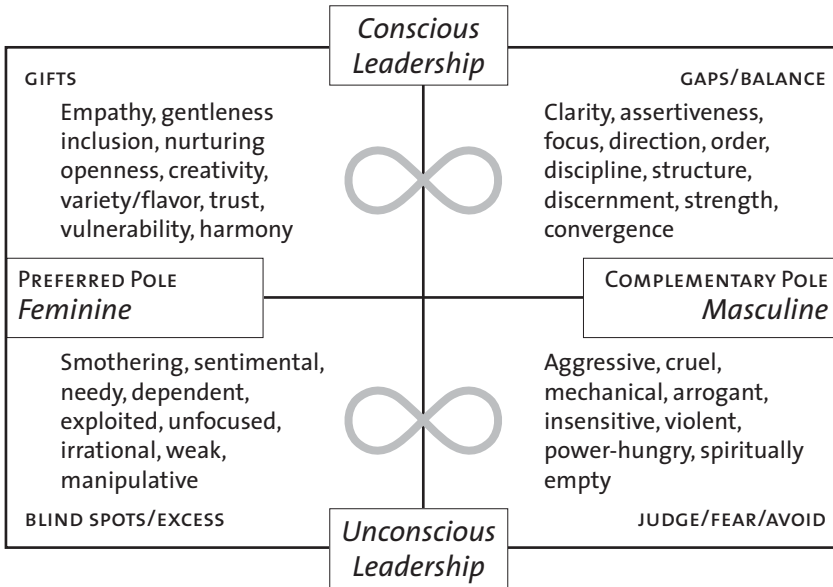 Conscious
Leadership
GIFTS
Empathy, gentleness
inclusion, nurturing
openness, creativity,
variety/flavor, trust,
vulnerability, harmony
GAPS/BALANCE
Clarity, assertiveness,
focus, direction, order,
discipline, structure,
discernment, strength,
convergence
PREFERRED POLE
Feminine
COMPLEMENTARY POLE
Masculine
Smothering, sentimental,
needy, dependent,
exploited, unfocused,
irrational, weak,
manipulative
BLIND SPOTS/EXCESS
Aggressive, cruel,
mechanical, arrogant,
insensitive, violent,
power-hungry, spiritually
empty
JUDGE/FEAR/AVOID
Unconscious
Leadership